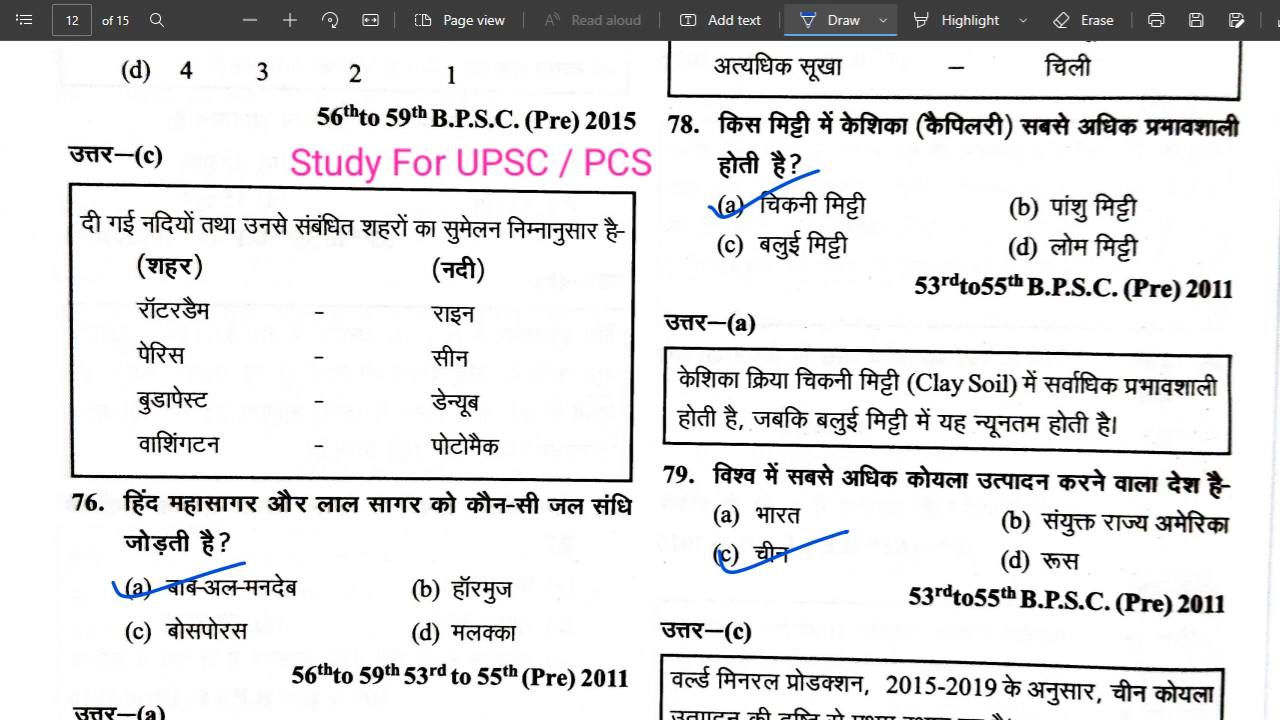 12 of 15
Page view
Read aloud
Add text
Draw
Highlight
Erase
(d) 4 3 2 1
56th to 59th B.P.S.C. (Pre) 2015
उत्तर–(c)
Study For UPSC / PCS
दी गई नदियों तथा उनसे संबंधित शहरों का सुमेलन निम्नानुसार है-
(शहर) (नदी)
रॉटरडैम - राइन
पेरिस - सीन
बुडापेस्ट - डेन्यूब
वाशिंगटन - पोटोमैक
76. हिंद महासागर और लाल सागर को कौन-सी जल संधि
जोड़ती है?
(a) बाब-अल-मनदेब (b) हॉरमुज
(c) बोसपोरस (d) मलक्का
56th to 59th 53rd to 55th (Pre) 2011
उत्तर–(a)
अत्यधिक सूखा – चिली
78. किस मिट्टी में केशिका (कैपिलरी) सबसे अधिक प्रभावशाली
होती है?
(a) चिकनी मिट्टी (b) पांशु मिट्टी
(c) बलुई मिट्टी (d) लोम मिट्टी
53rd to 55th B.P.S.C. (Pre) 2011
उत्तर–(a)
केशिका क्रिया चिकनी मिट्टी (Clay Soil) में सर्वाधिक प्रभावशाली
होती है, जबकि बलुई मिट्टी में यह न्यूनतम होती है।
79. विश्व में सबसे अधिक कोयला उत्पादन करने वाला देश है-
(a) भारत (b) संयुक्त राज्य अमेरिका
(c) चीन (d) रूस
53rd to 55th B.P.S.C. (Pre) 2011
उत्तर–(c)
वर्ल्ड मिनरल प्रोडक्शन, 2015-2019 के अनुसार, चीन कोयला